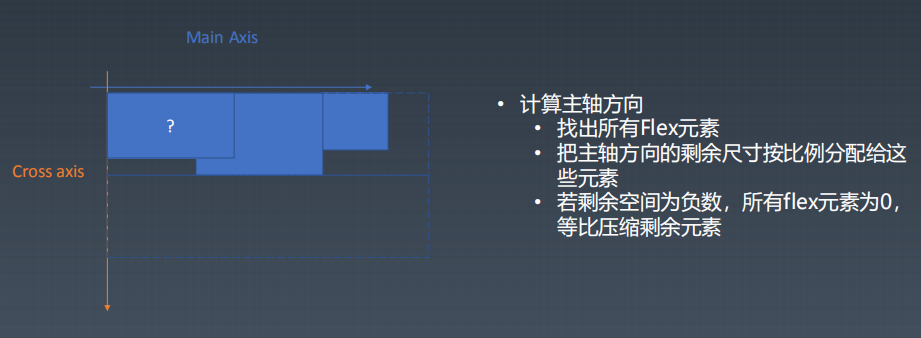 Main Axis
?
Cross axis
• 计算主轴方向
• 找出所有Flex元素
• 把主轴方向的剩余尺寸按比例分配给这
些元素
• 若剩余空间为负数，所有flex元素为0，
等比压缩剩余元素